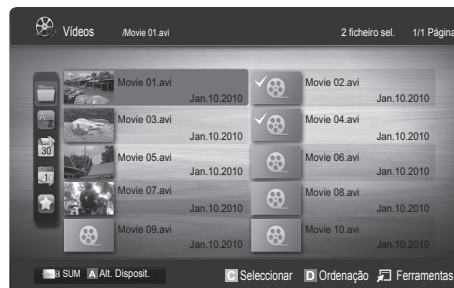 Vídeos /Movie 01.avi 2 ficheiro sel. 1/1 Página
Movie 01.avi Movie 02.avi
Jan.10.2010 Jan.10.2010
Movie 03.avi Movie 04.avi
Jan.10.2010 Jan.10.2010
Movie 05.avi Movie 06.avi
Jan.10.2010 Jan.10.2010
Movie 07.avi Movie 08.avi
Jan.10.2010 Jan.10.2010
Movie 09.avi Movie 10.avi
Jan.10.2010 Jan.10.2010
A Z
30
1
SUM A Alt. Disposit. C Seleccionar D Ordenação Ferramentas